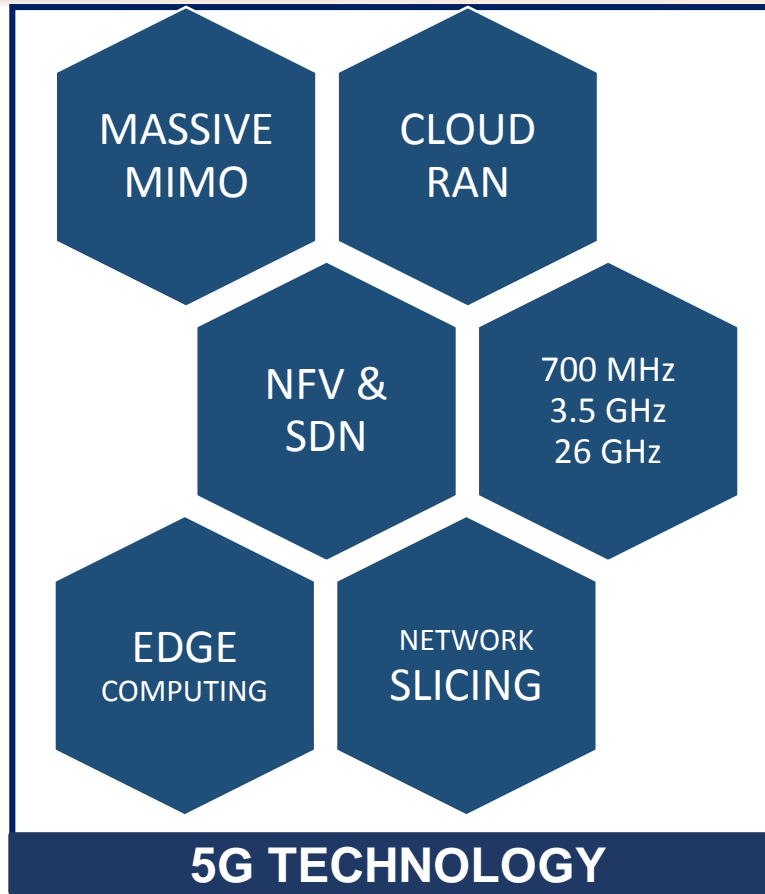 MASSIVE
MIMO
CLOUD
RAN
NFV &
SDN
700 MHz
3.5 GHz
26 GHz
EDGE
COMPUTING
NETWORK
SLICING
5G TECHNOLOGY